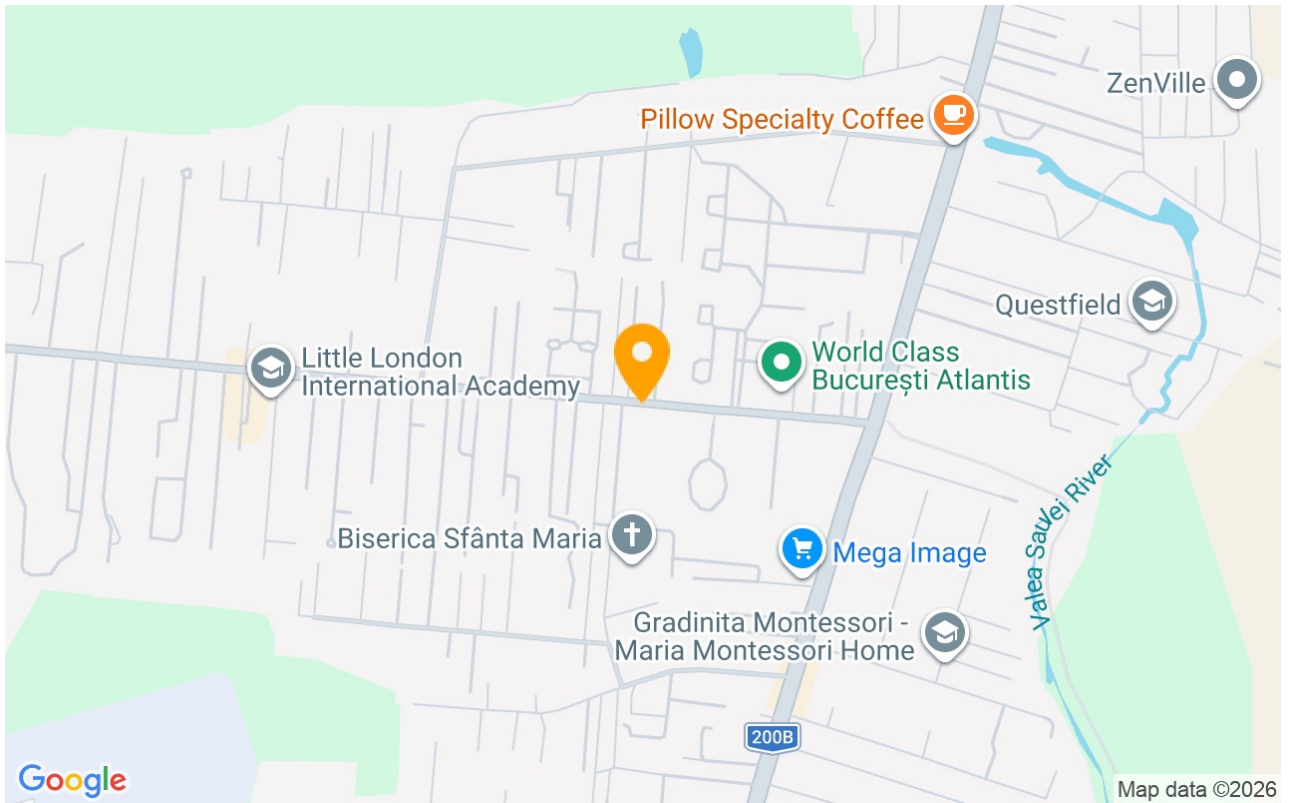 ZenVille
Pillow Specialty Coffee
Questfield
Little London
International Academy
World Class
București Atlantis
Valea Saulei River
Biserica Sfânta Maria
Mega Image
Gradinita Montessori -
Maria Montessori Home
200B
Google
Map data ©2026